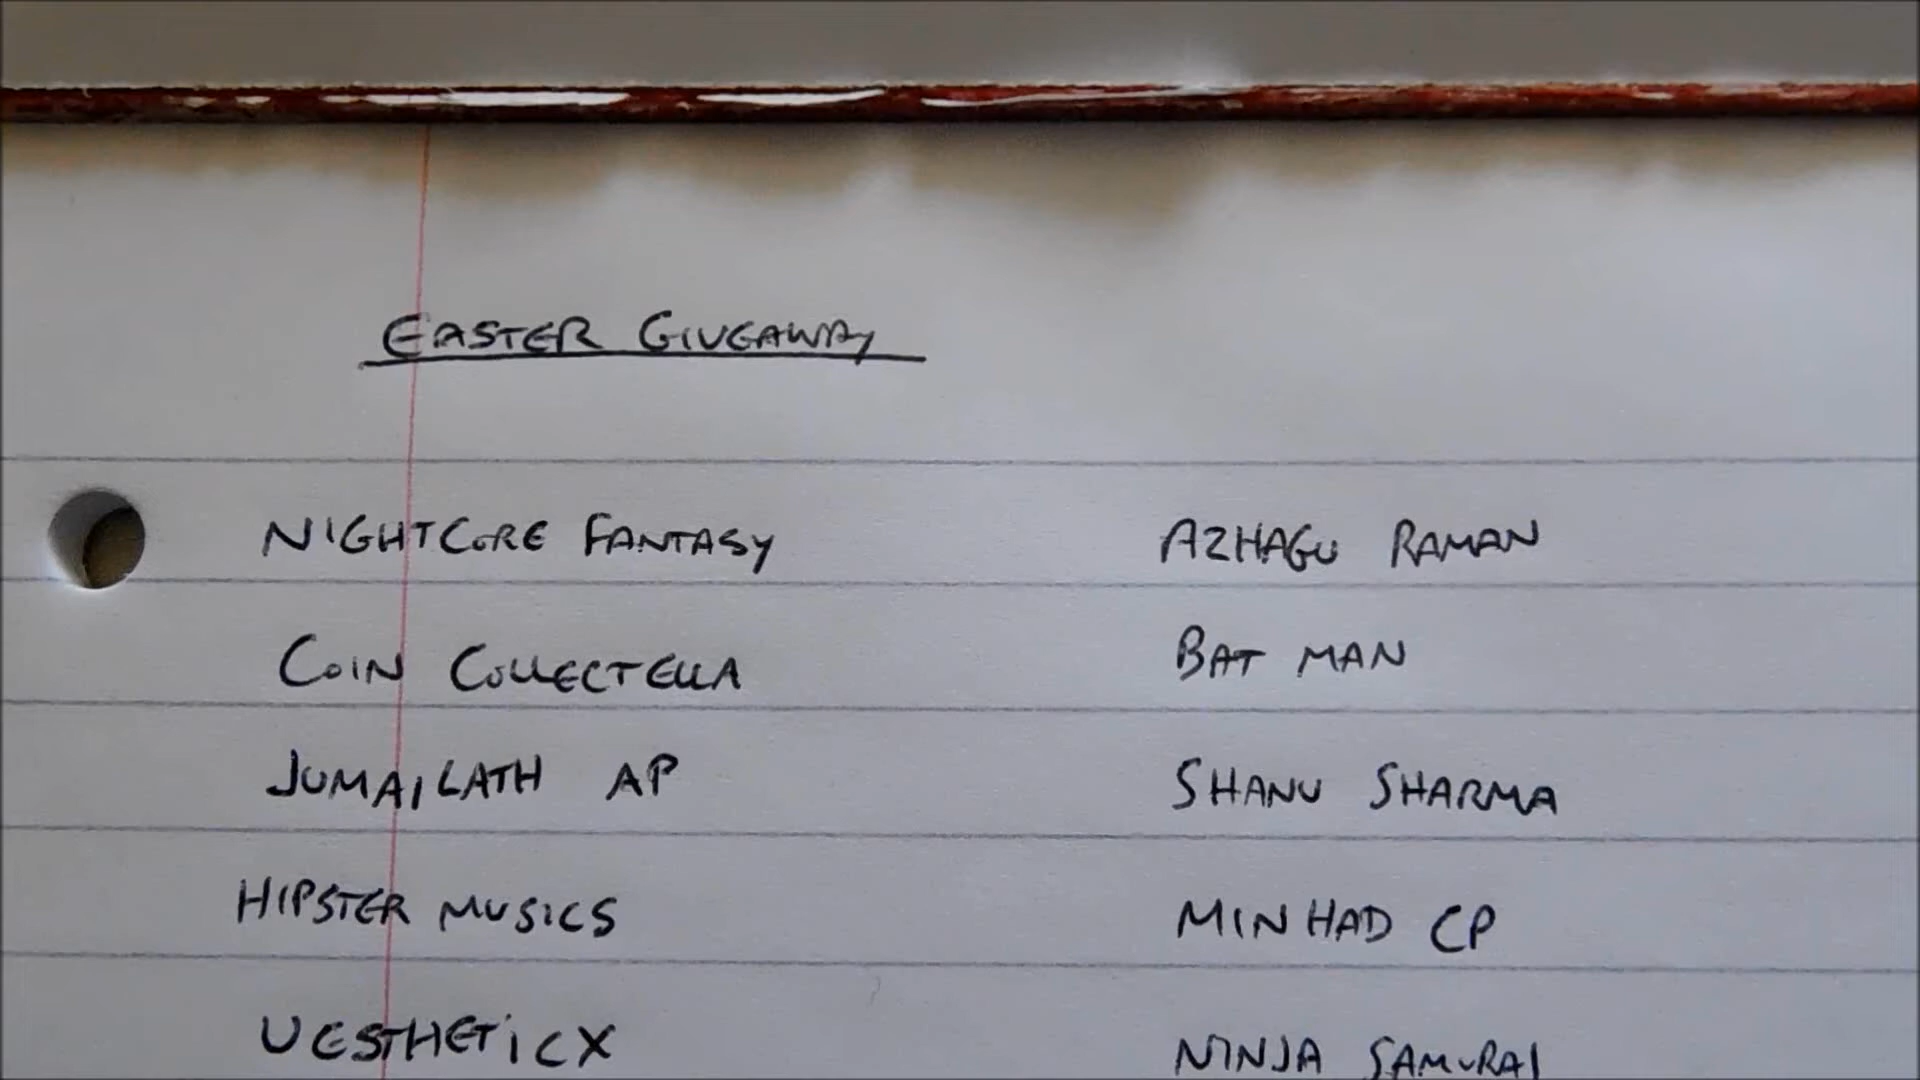 EASTER GIVEAWAY
NIGHTCORE FANTASY
AZHAGU RAMAN
COIN COLLECTELLA
BAT MAN
JUMAILATH AP
SHANU SHARMA
HIPSTER MUSICS
MINHAD CP
UESTHETICX
NINJA SAMURAI